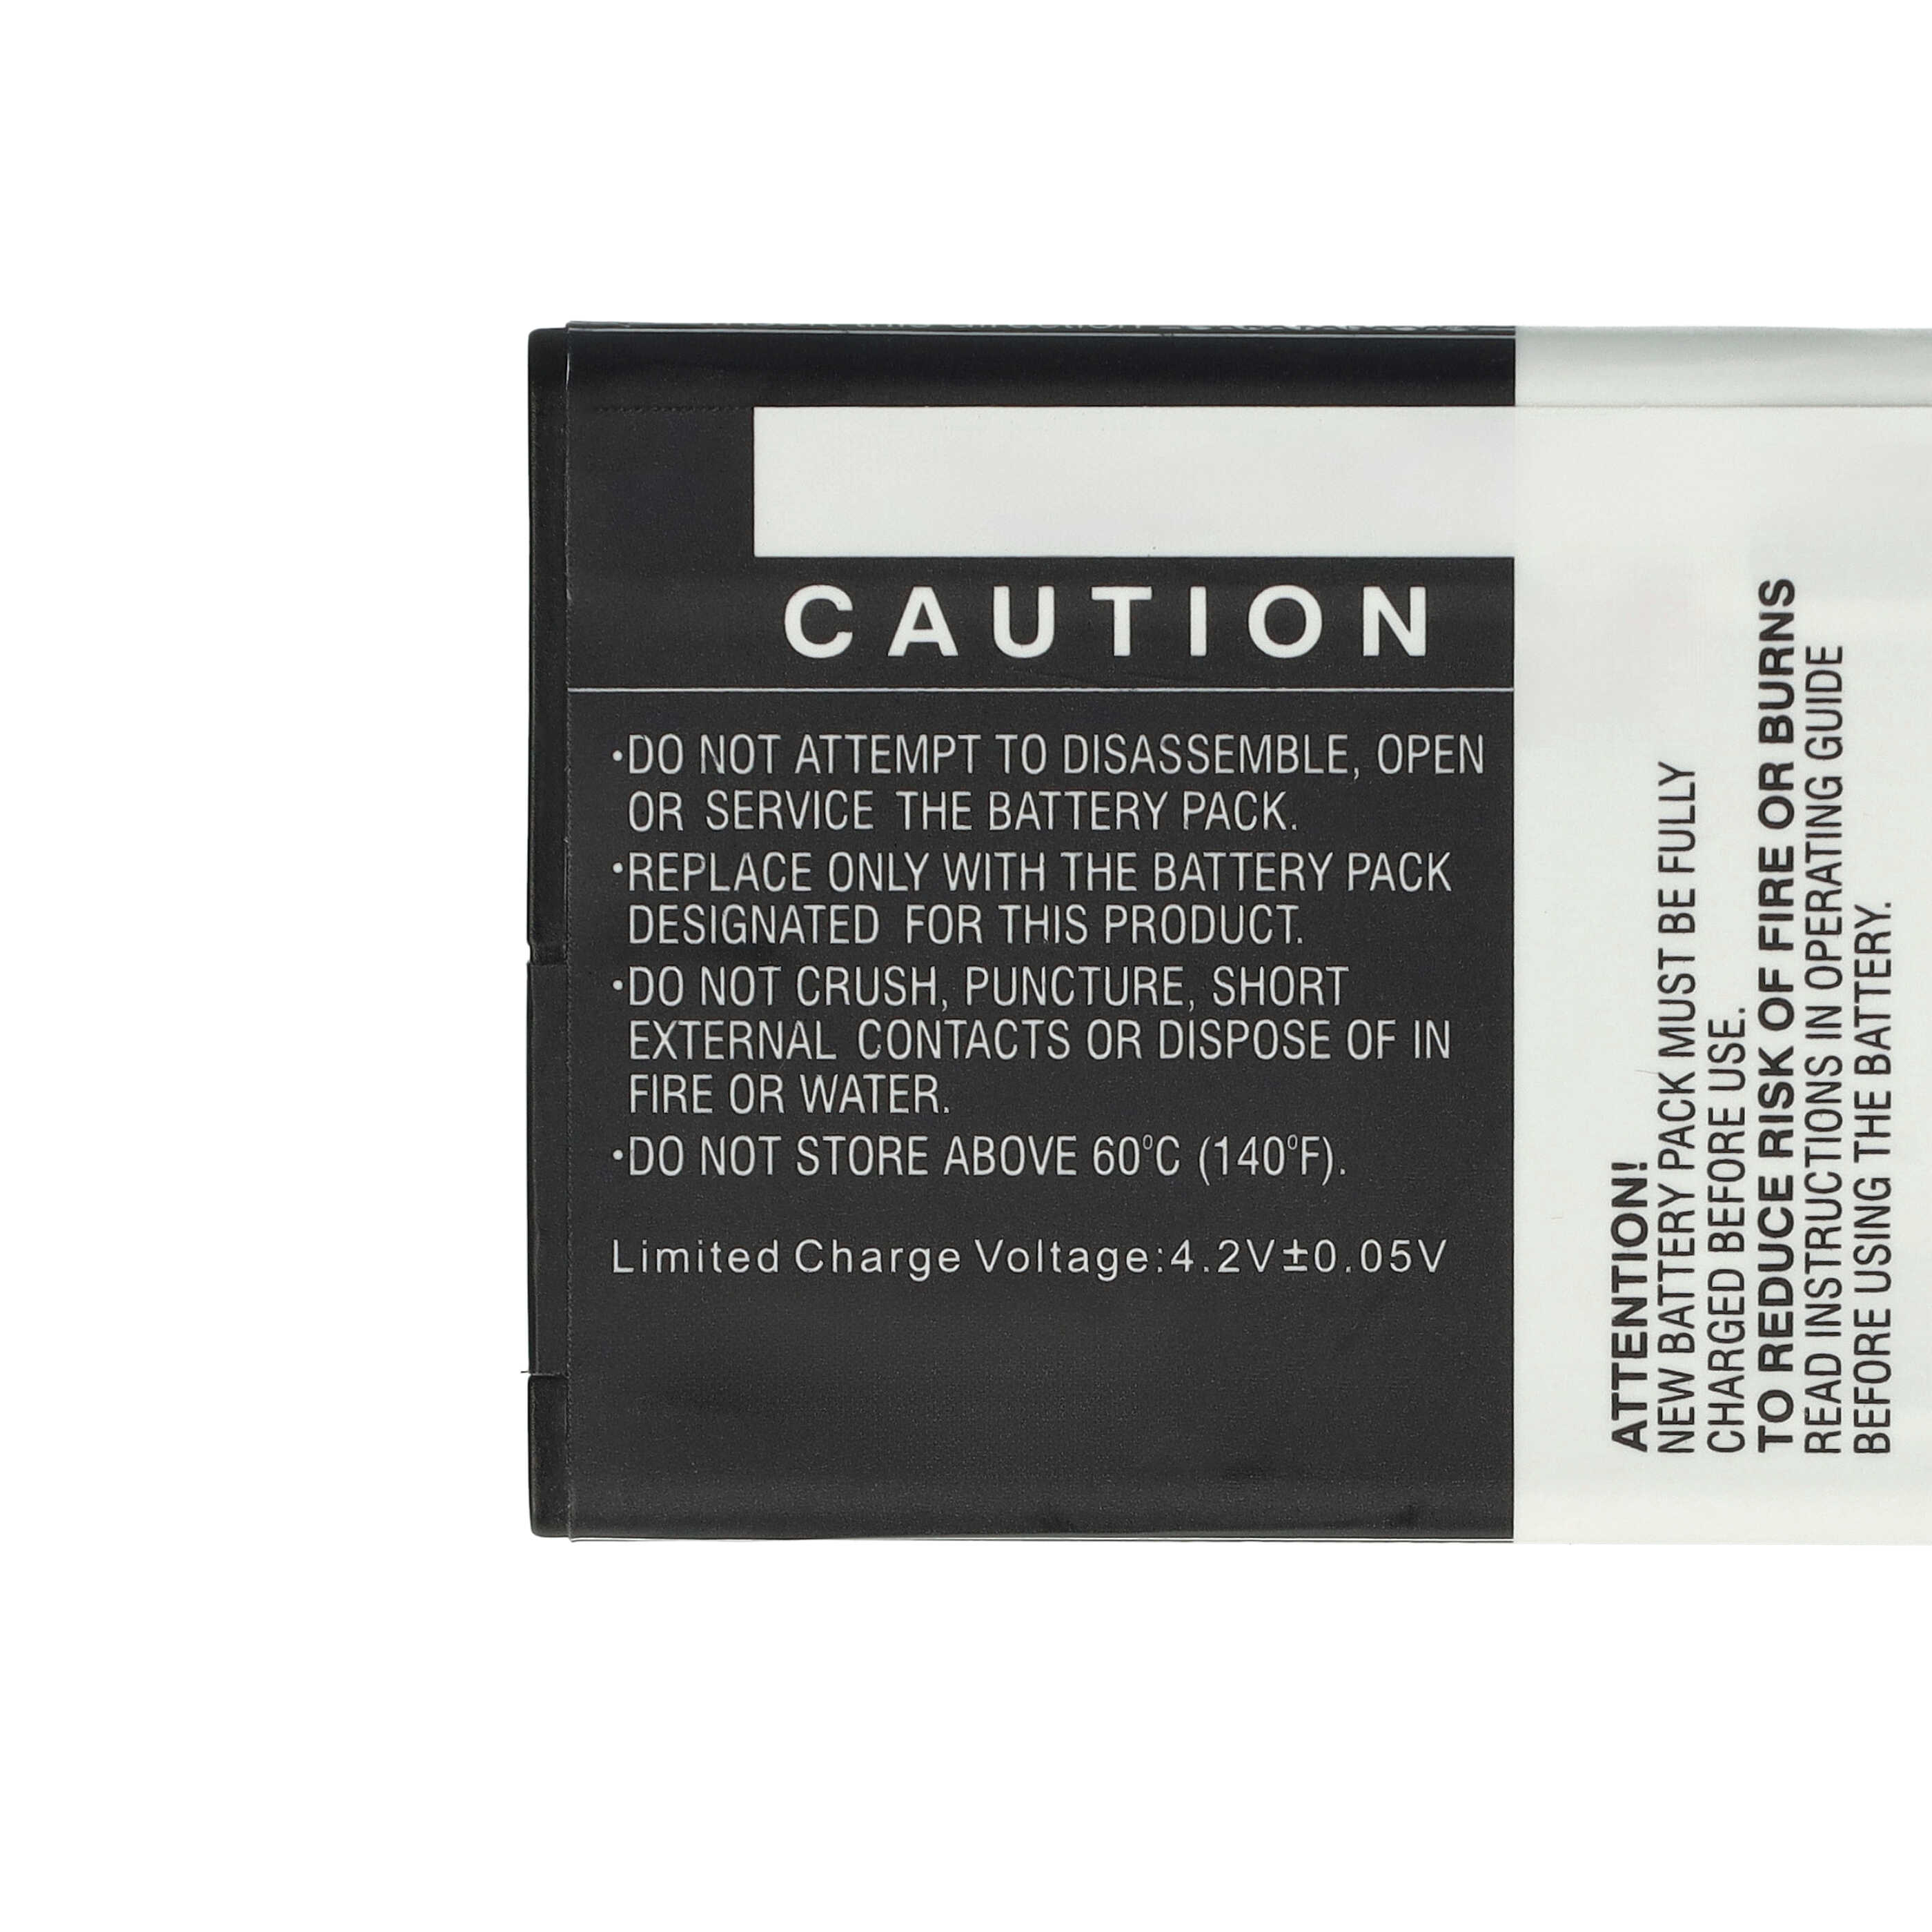 CAUTION
•DO NOT ATTEMPT TO DISASSEMBLE, OPEN
OR SERVICE THE BATTERY PACK.
•REPLACE ONLY WITH THE BATTERY PACK
DESIGNATED FOR THIS PRODUCT.
•DO NOT CRUSH, PUNCTURE, SHORT
EXTERNAL CONTACTS OR DISPOSE OF IN
FIRE OR WATER.
•DO NOT STORE ABOVE 60°C (140°F).
Limited Charge Voltage:4.2V±0.05V
ATTENTION!
NEW BATTERY PACK MUST BE FULLY
CHARGED BEFORE USE.
TO REDUCE RISK OF FIRE OR BURNS
READ INSTRUCTIONS IN OPERATING GUIDE
BEFORE USING THE BATTERY.